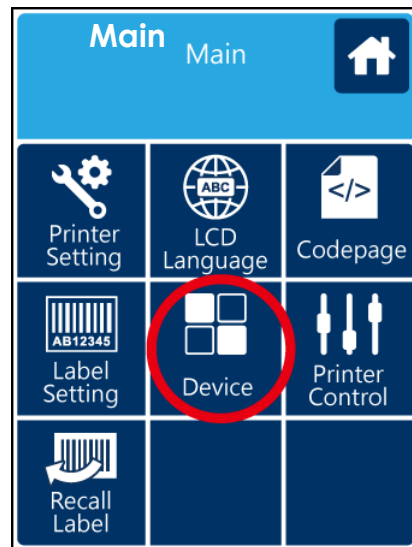 Main
Main
Printer
Setting
ABC
LCD
Language
</>
Codepage
AB12345
Label
Setting
Device
Printer
Control
Recall
Label